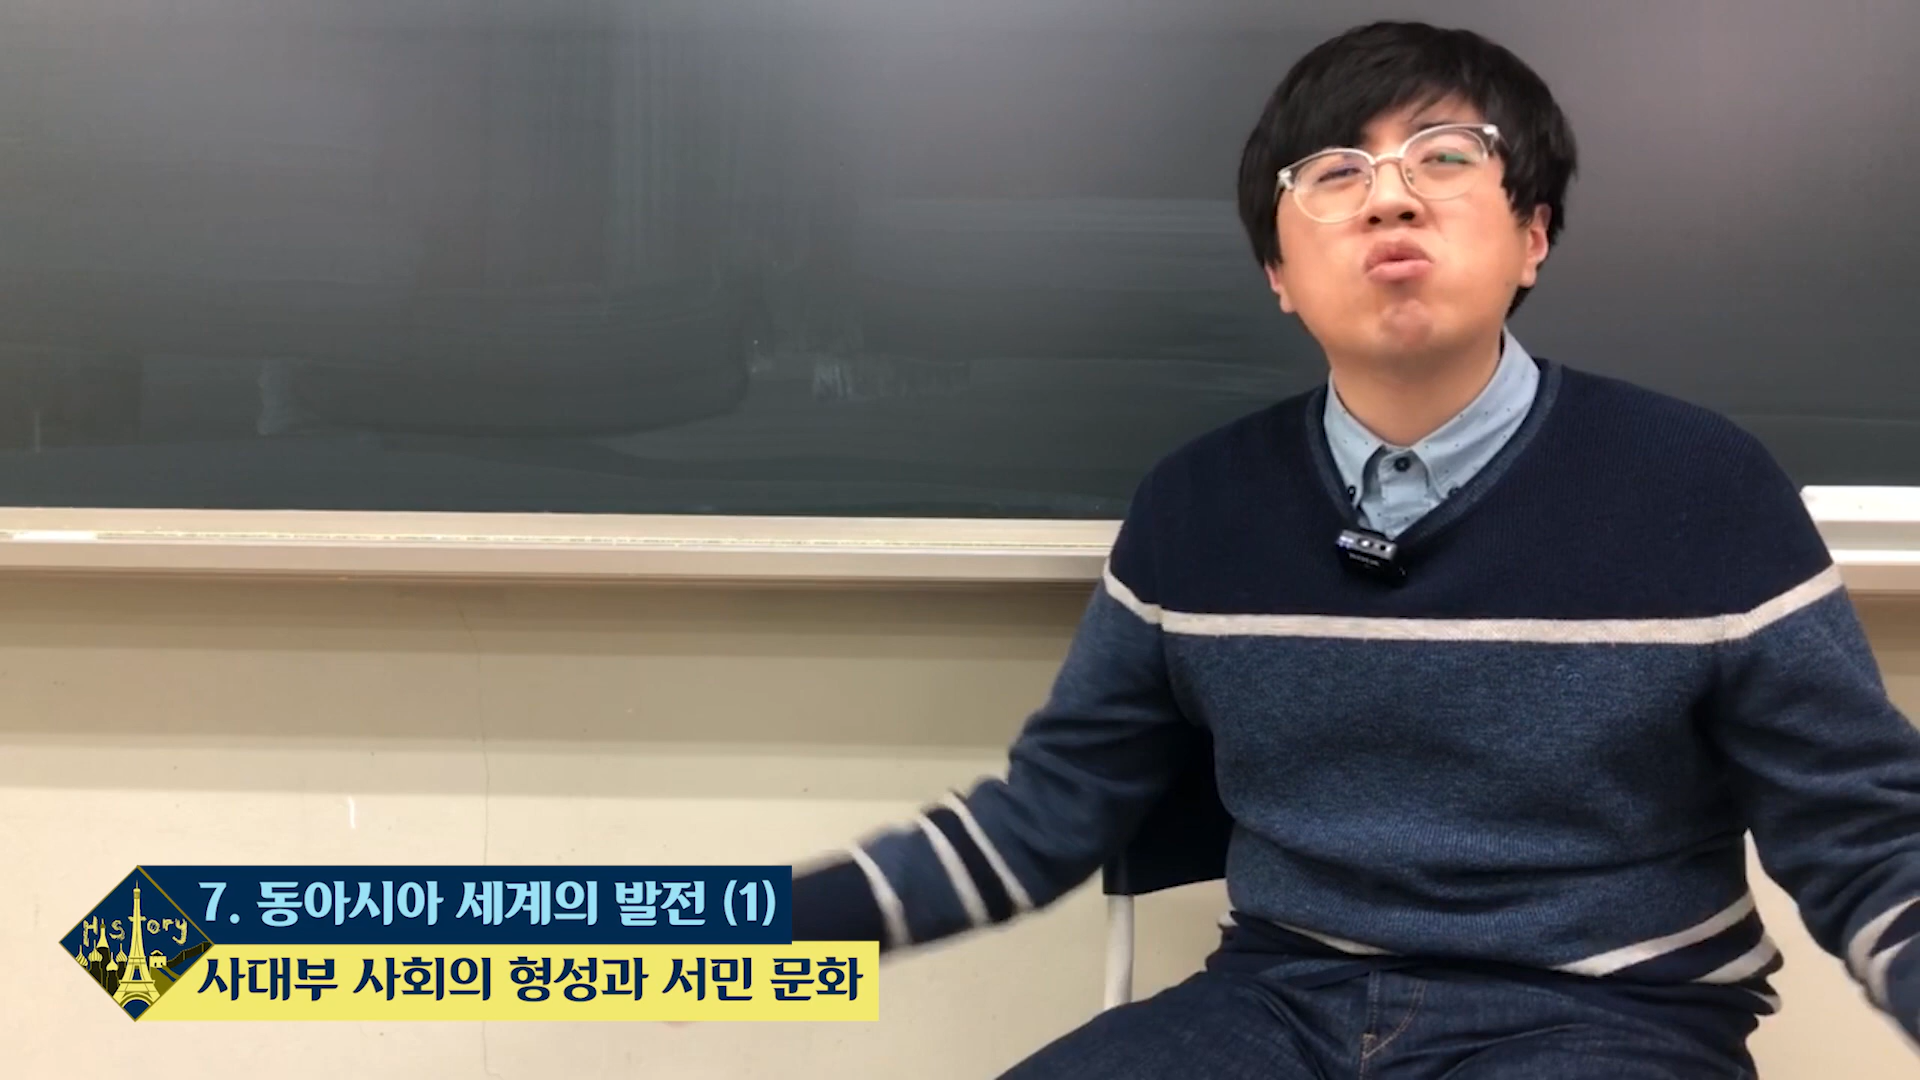 History
7. 동아시아 세계의 발전 (1)
사대부 사회의 형성과 서민 문화